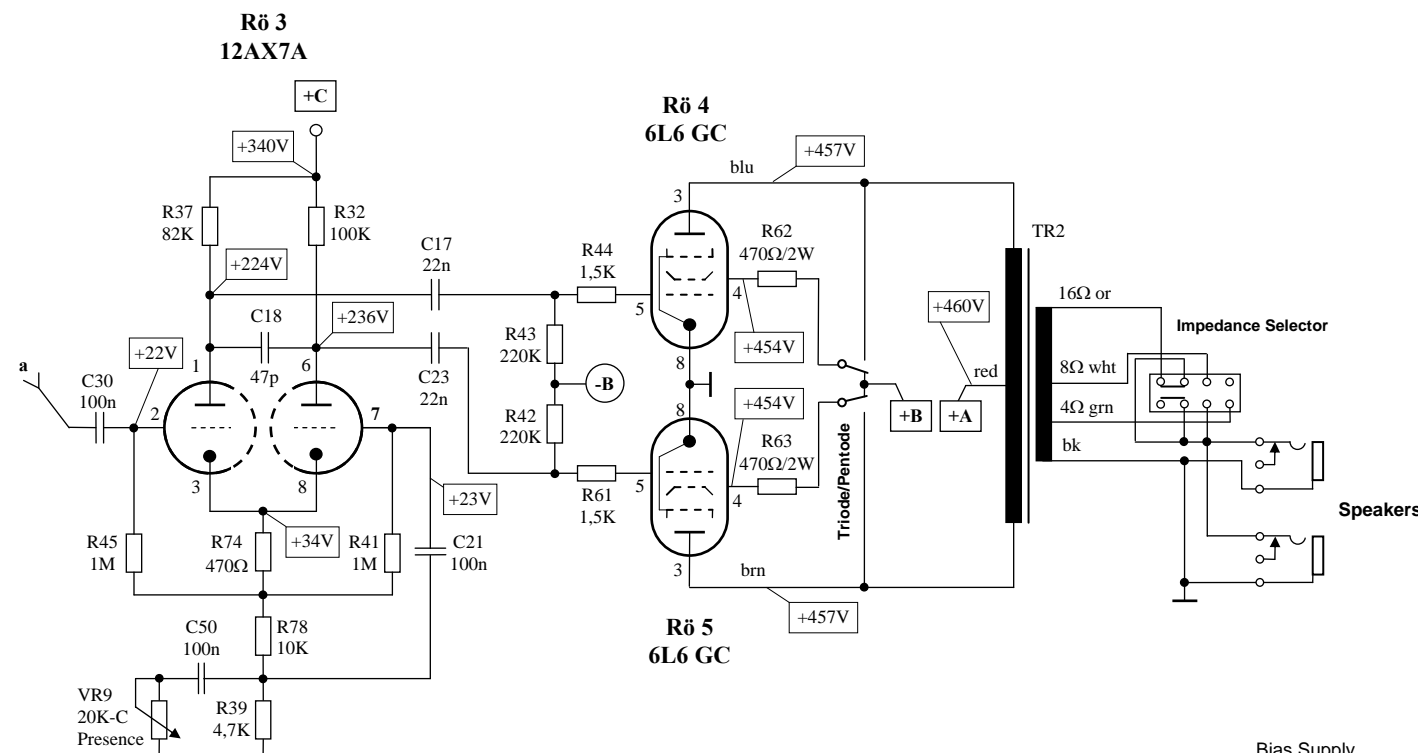 Rö 3
12AX7A
+C
+340V
R37
82K
R32
100K
+224V
C18
47p
+236V
+22V
a
C30
100n
1
6
2
7
3
8
R45
1M
R74
470Ω
+34V
R41
1M
+23V
C21
100n
R78
10K
C50
100n
VR9
20K-C
Presence
R39
4,7K
C17
22n
C23
22n
R44
1,5K
R43
220K
-B
R42
220K
R61
1,5K
Rö 4
6L6 GC
+457V
blu
3
R62
470Ω/2W
5
4
+454V
8
8
+454V
R63
470Ω/2W
5
4
3
brn
+457V
Rö 5
6L6 GC
Triode/Pentode
+B
+A
+460V
red
TR2
16Ω or
Impedance Selector
8Ω wht
4Ω grn
bk
Speakers
Bias Supply